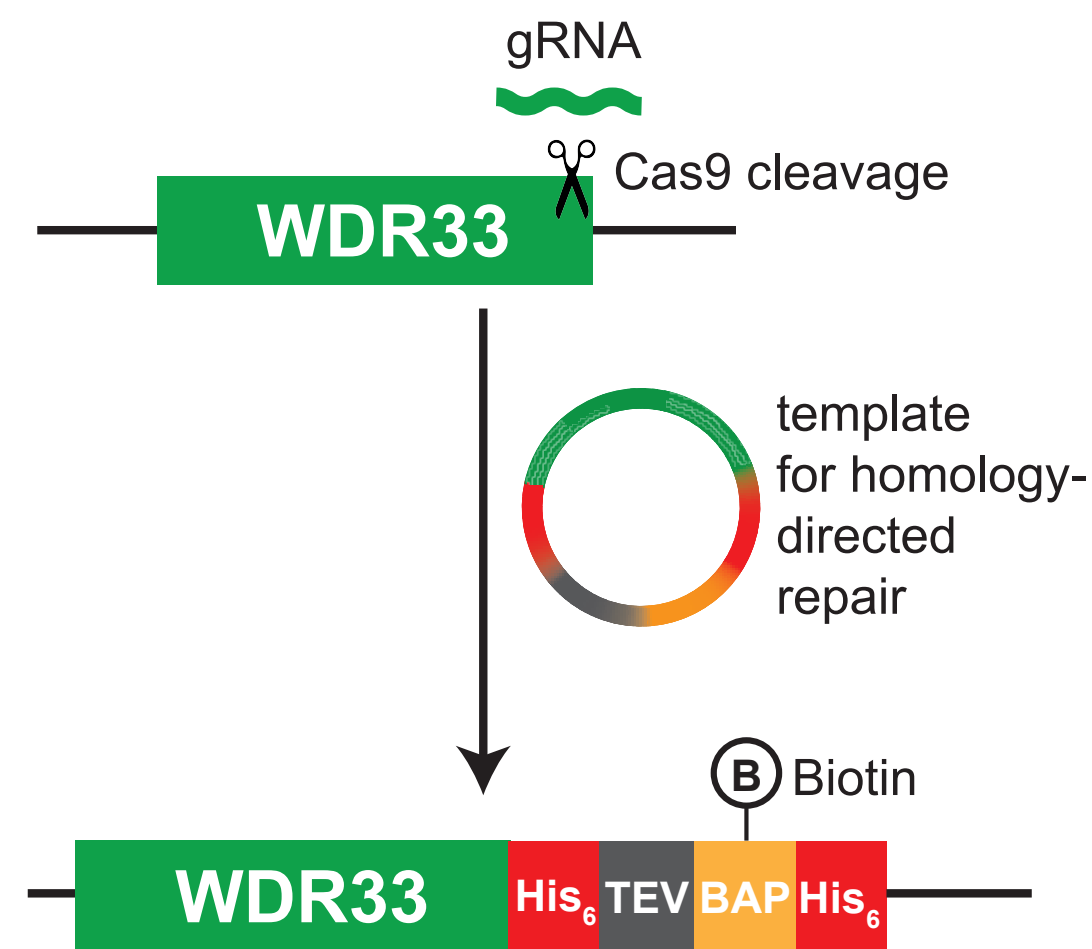 gRNA
Cas9 cleavage
WDR33
template
for homology-
directed
repair
B Biotin
WDR33 His₆ TEV BAP His₆